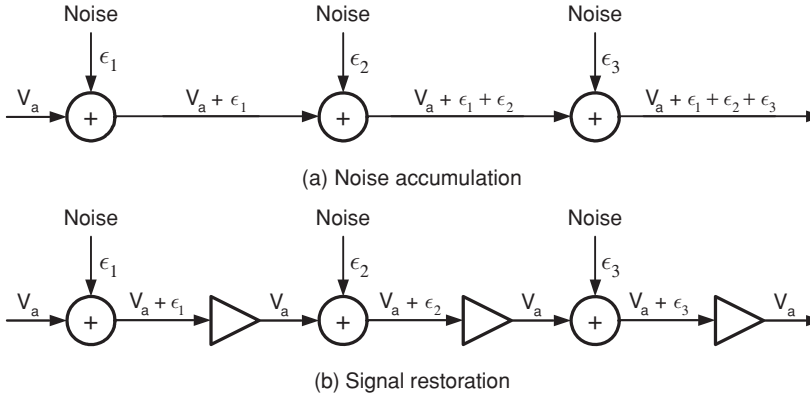 Noise Noise Noise
ϵ1 ϵ2 ϵ3
Va + Va + ϵ1 + Va + ϵ1 + ϵ2 + Va + ϵ1 + ϵ2 + ϵ3
(a) Noise accumulation
Noise Noise Noise
ϵ1 ϵ2 ϵ3
Va + Va + ϵ1 Va + Va + ϵ2 Va + Va + ϵ3 Va
(b) Signal restoration